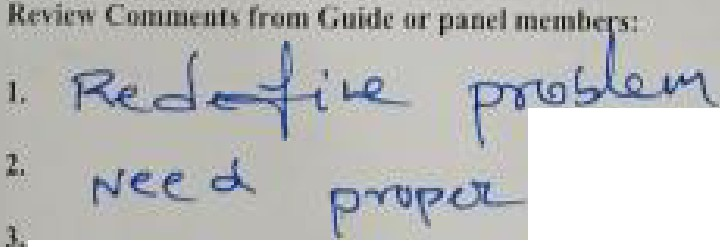 Review Comments from Guide or panel members:
1. Redefine problem
2. Need proper
3.